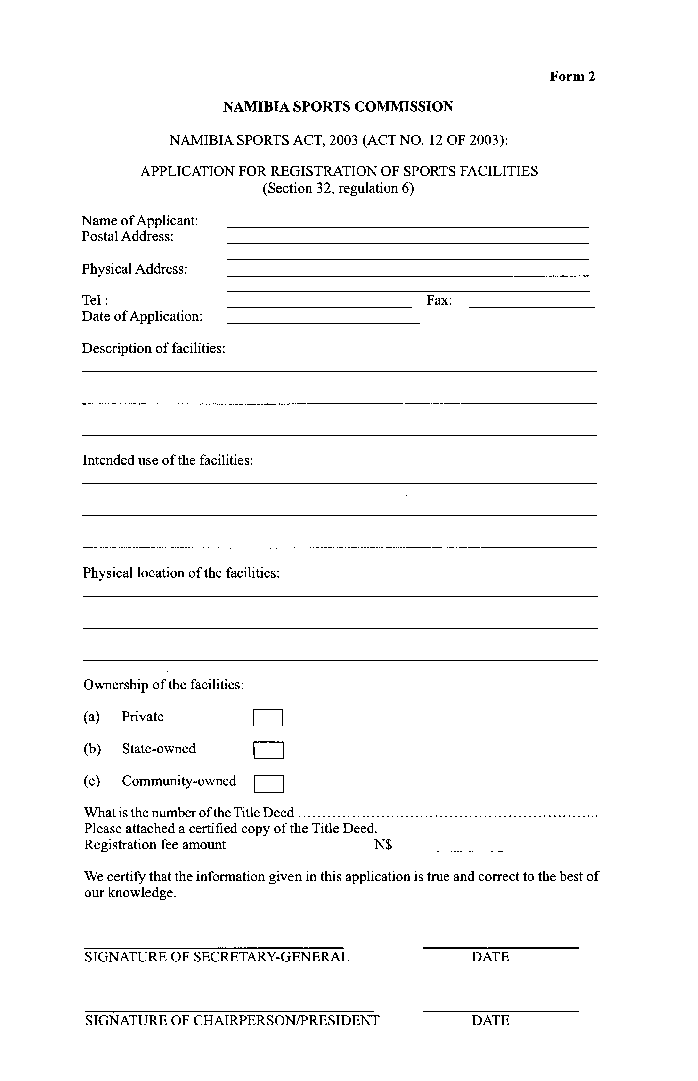 Form 2
NAMIBIA SPORTS COMMISSION
NAMIBIA SPORTS ACT, 2003 (ACT NO. 12 OF 2003):
APPLICATION FOR REGISTRATION OF SPORTS FACILITIES
(Section 32, regulation 6)
Name of Applicant:
Postal Address:
Physical Address:
Tel : Fax:
Date of Application:
Description of facilities:
Intended use of the facilities:
Physical location of the facilities:
Ownership of the facilities:
(a) Private
(b) State-owned
(c) Community-owned
What is the number of the Title Deed ..............................................................
Please attached a certified copy of the Title Deed.
Registration fee amount N$
We certify that the information given in this application is true and correct to the best of
our knowledge.
SIGNATURE OF SECRETARY-GENERAL DATE
SIGNATURE OF CHAIRPERSON/PRESIDENT DATE